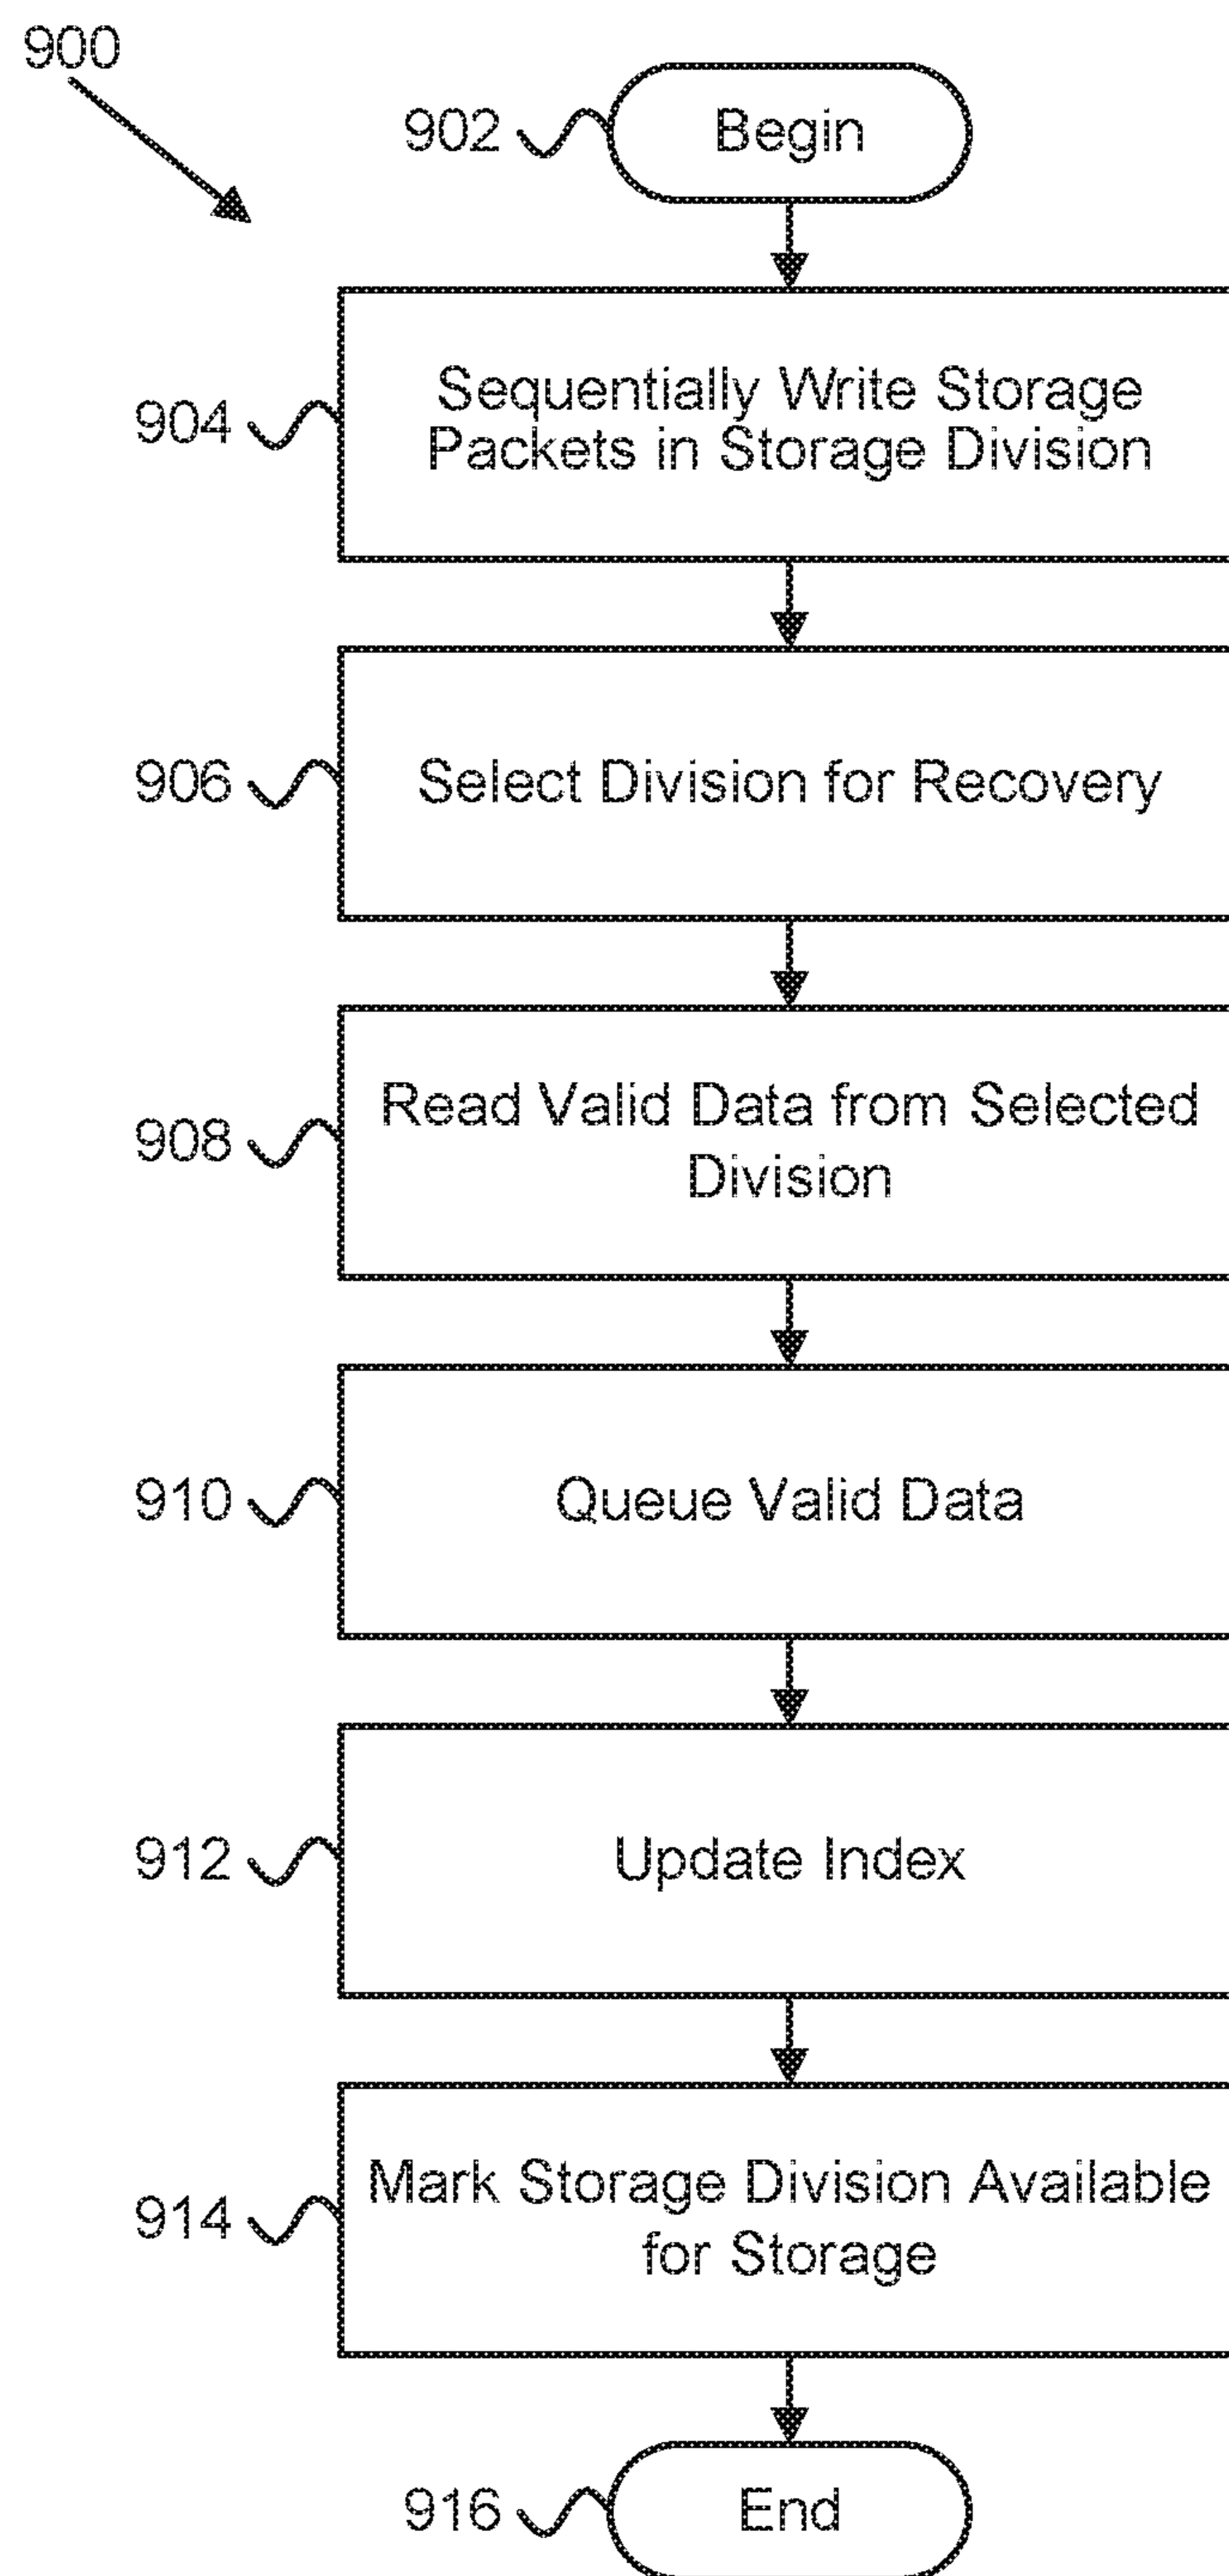 900
902 Begin
904 Sequentially Write Storage
Packets in Storage Division
906 Select Division for Recovery
908 Read Valid Data from Selected
Division
910 Queue Valid Data
912 Update Index
914 Mark Storage Division Available
for Storage
916 End